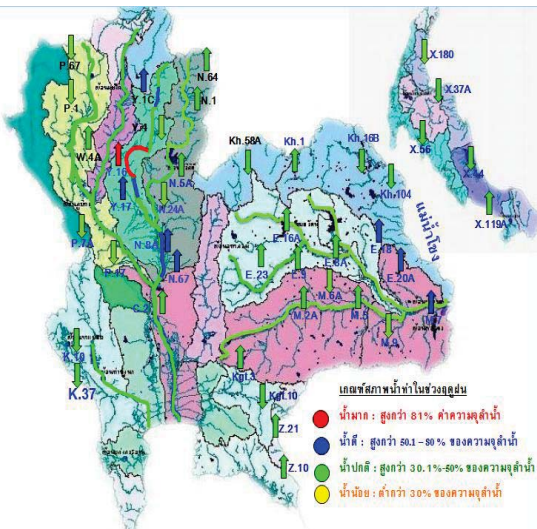 P.67
N.64
P.1
Y.1C
N.1
W.4A
Y.16
N.5A
Y.17
N.24A
P.7A
N.8A
P.17
N.67
K.10
K.37
Kh.58A
Kh.1
Kh.16B
Kh.104
แม่น้ำโขง
E.16A
E.23
E.9
E.8A
E.18
E.20A
M.6A
M.2A
M.5
M.9
M.7
Kgt.3
Kgt.10
Z.21
Z.10
X.180
X.37A
X.56
X.44
X.119A
เกณฑ์สภาพน้ำท่าในช่วงฤดูฝน
น้ำมาก : สูงกว่า 81% ค่าความจุลำน้ำ
น้ำดี : สูงกว่า 50.1 – 80 % ของความจุลำน้ำ
น้ำปกติ : สูงกว่า 30.1%-50% ของความจุลำน้ำ
น้ำน้อย : ต่ำกว่า 30% ของความจุลำน้ำ